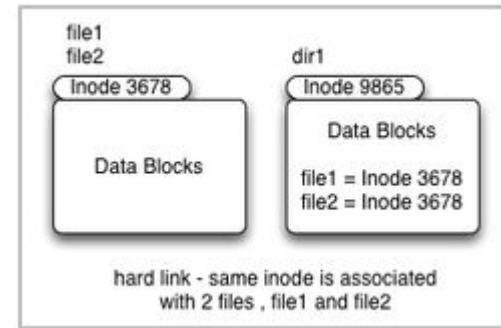 file1
file2
Inode 3678
Data Blocks
dir1
Inode 9865
Data Blocks
file1 = Inode 3678
file2 = Inode 3678
hard link - same inode is associated
with 2 files , file1 and file2